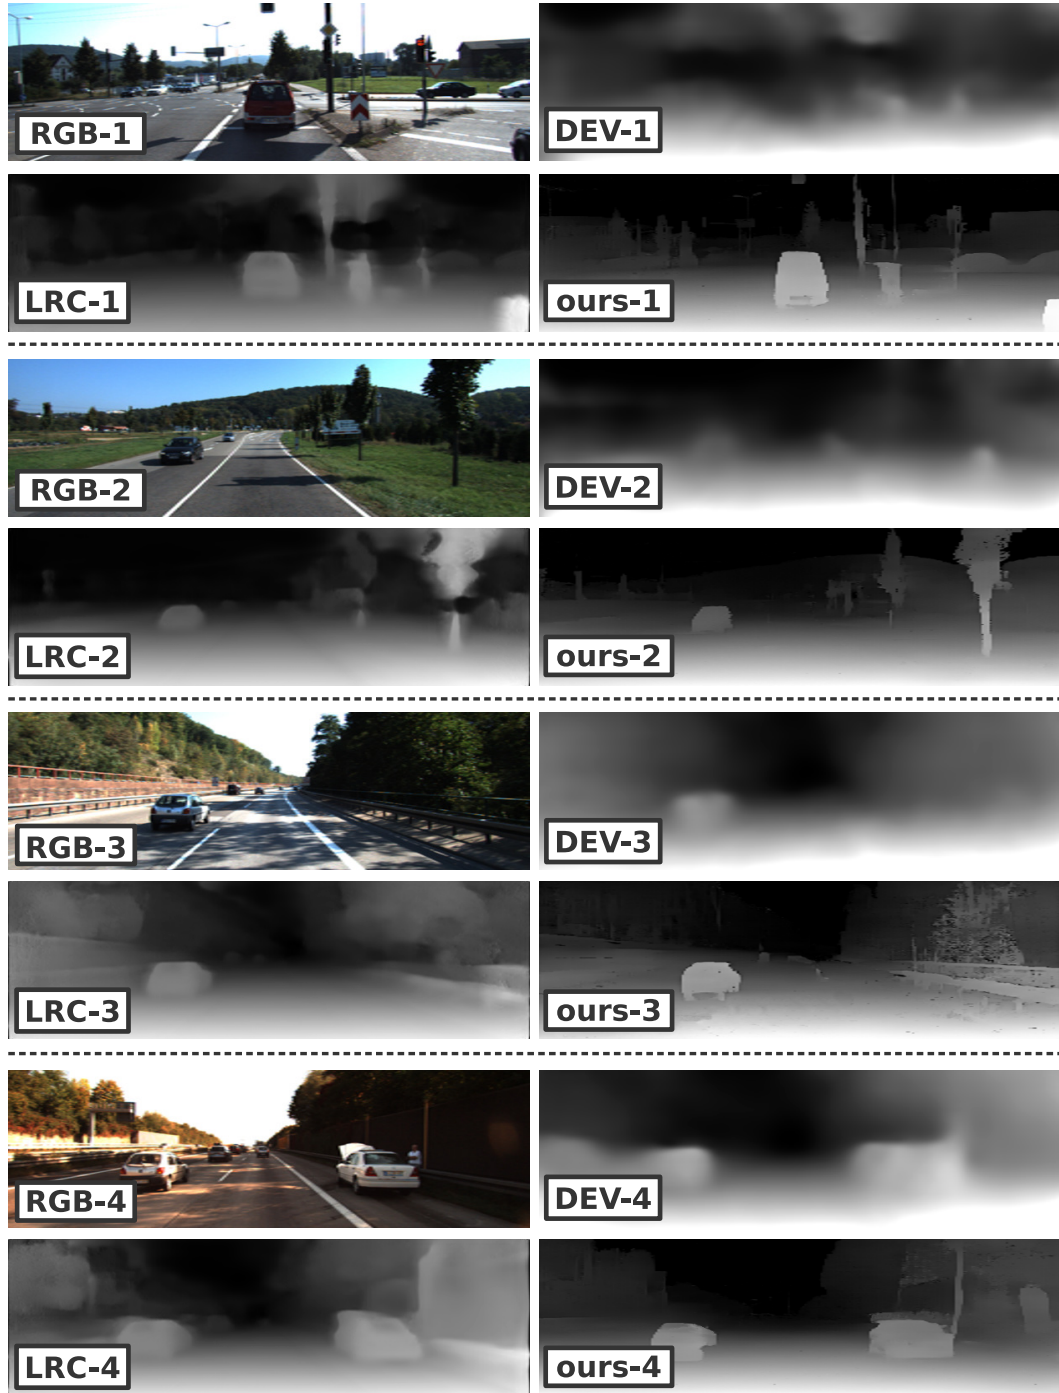 RGB-1
DEV-1
LRC-1
ours-1
RGB-2
DEV-2
LRC-2
ours-2
RGB-3
DEV-3
LRC-3
ours-3
RGB-4
DEV-4
LRC-4
ours-4